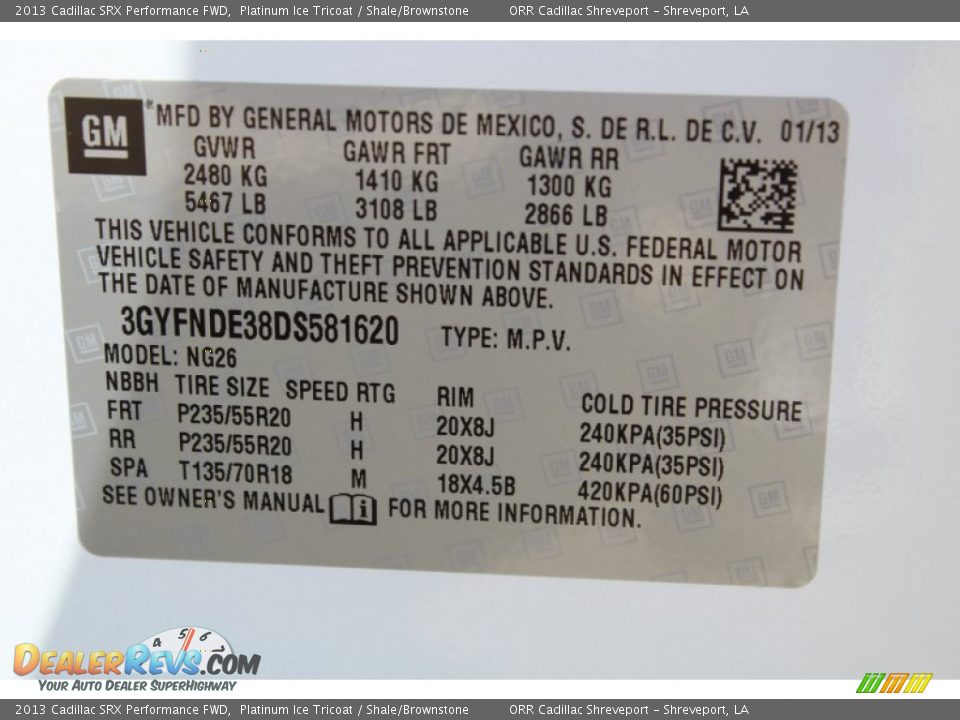 2013 Cadillac SRX Performance FWD, Platinum Ice Tricoat / Shale/Brownstone ORR Cadillac Shreveport - Shreveport, LA
GM
MFD BY GENERAL MOTORS DE MEXICO, S. DE R.L. DE C.V. 01/13
GVWR GAWR FRT GAWR RR
2480 KG 1410 KG 1300 KG
5467 LB 3108 LB 2866 LB
THIS VEHICLE CONFORMS TO ALL APPLICABLE U.S. FEDERAL MOTOR
VEHICLE SAFETY AND THEFT PREVENTION STANDARDS IN EFFECT ON
THE DATE OF MANUFACTURE SHOWN ABOVE.
3GYFNDE38DS581620 TYPE: M.P.V.
MODEL: NG26
NBBH TIRE SIZE SPEED RTG RIM COLD TIRE PRESSURE
FRT P235/55R20 H 20X8J 240KPA(35PSI)
RR P235/55R20 H 20X8J 240KPA(35PSI)
SPA T135/70R18 M 18X4.5B 420KPA(60PSI)
SEE OWNER'S MANUAL i FOR MORE INFORMATION.
4 5 6 7
DEALERREVS.COM
YOUR AUTO DEALER SUPERHIGHWAY
2013 Cadillac SRX Performance FWD, Platinum Ice Tricoat / Shale/Brownstone ORR Cadillac Shreveport - Shreveport, LA